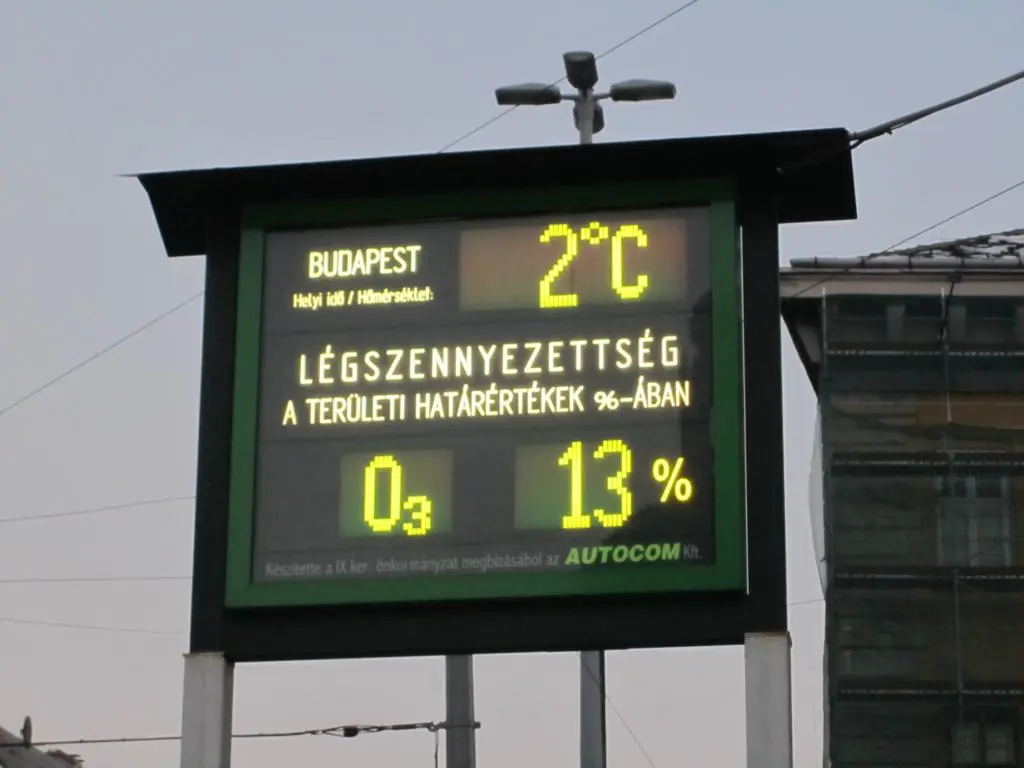 BUDAPEST
2°C
Helyi idő / Hőmérséklet:
LÉGSZENNYEZETTSÉG
A TERÜLETI HATÁRÉRTÉKEK %-ÁBAN
O3 13 %
Készítette a IX.ker. önkormányzat megbízásából az AUTOCOM Kft.